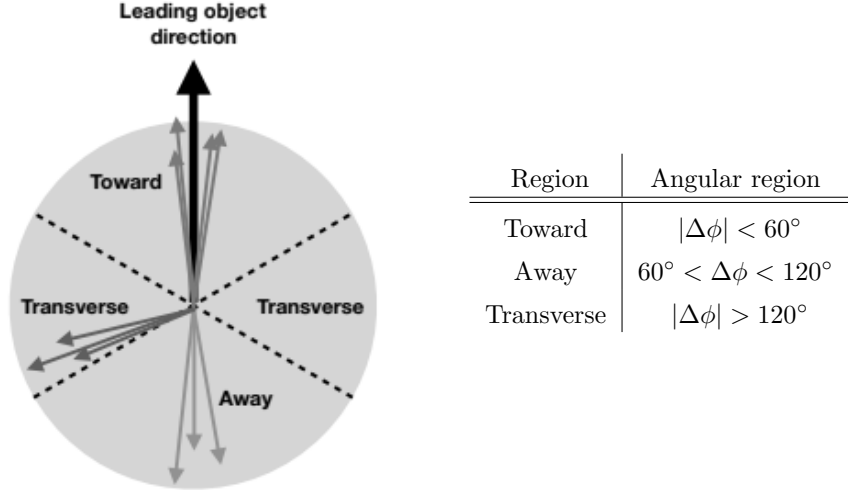 Leading object
direction
Toward
Transverse
Transverse
Away
Region Angular region
Toward |Δϕ| < 60°
Away 60° < Δϕ < 120°
Transverse |Δϕ| > 120°